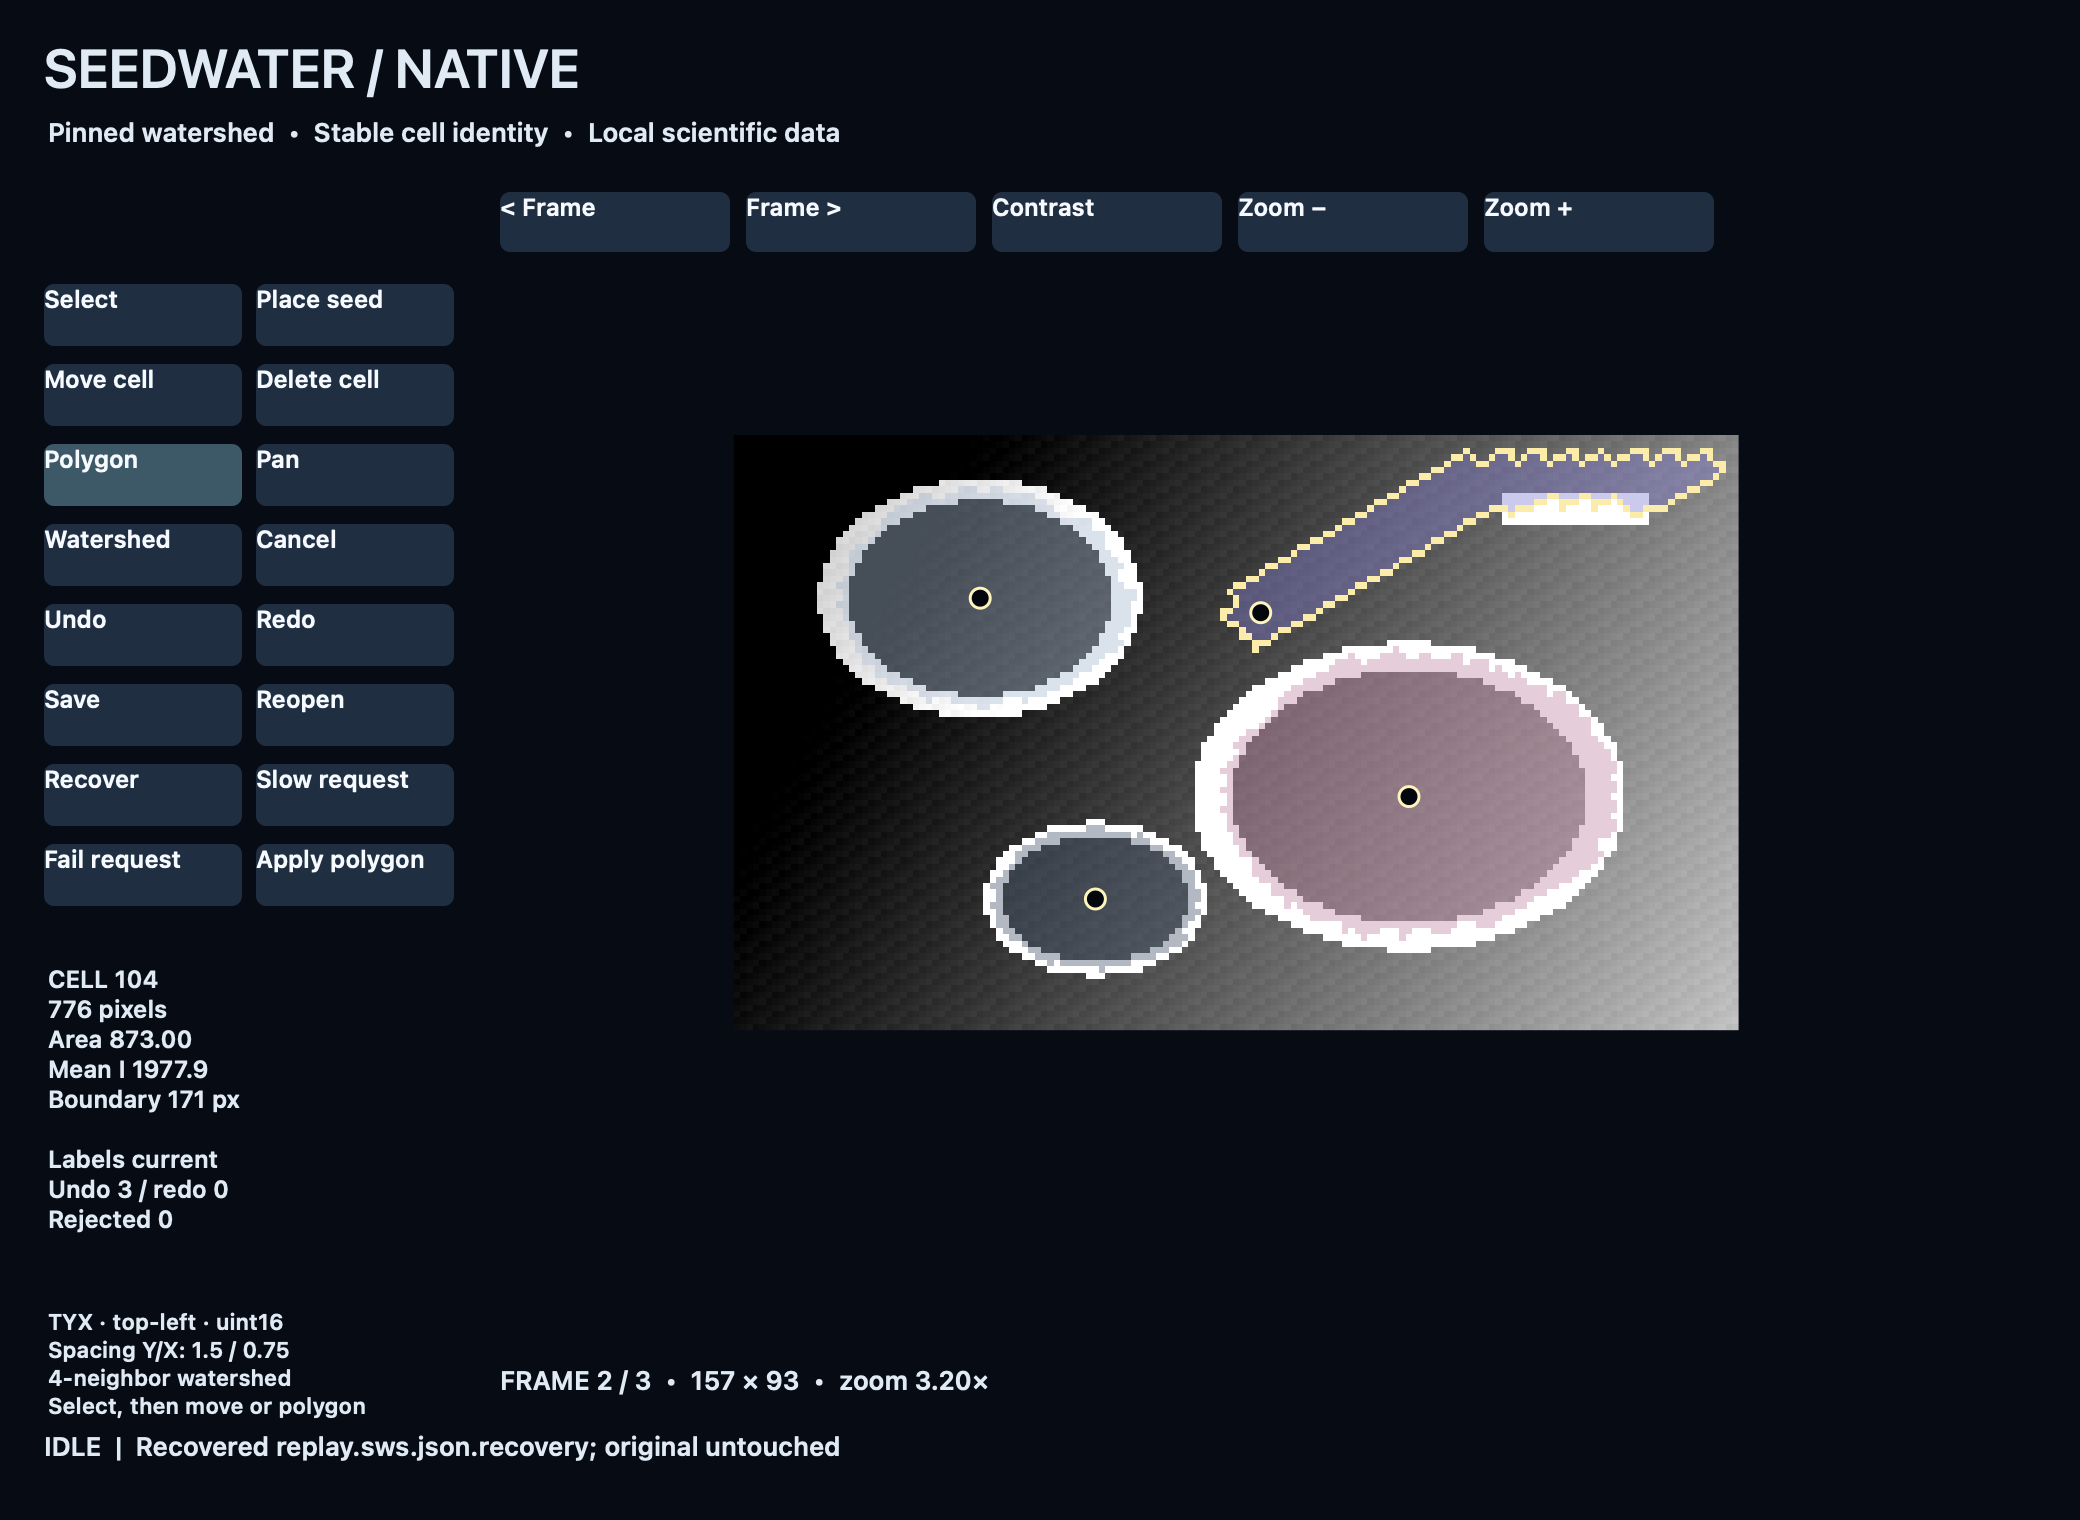 SEEDWATER / NATIVE
Pinned watershed • Stable cell identity • Local scientific data
< Frame
Frame >
Contrast
Zoom –
Zoom +
Select
Place seed
Move cell
Delete cell
Polygon
Pan
Watershed
Cancel
Undo
Redo
Save
Reopen
Recover
Slow request
Fail request
Apply polygon
CELL 104
776 pixels
Area 873.00
Mean I 1977.9
Boundary 171 px
Labels current
Undo 3 / redo 0
Rejected 0
TYX · top-left · uint16
Spacing Y/X: 1.5 / 0.75
4-neighbor watershed
Select, then move or polygon
FRAME 2 / 3 • 157 × 93 • zoom 3.20×
IDLE | Recovered replay.sws.json.recovery; original untouched